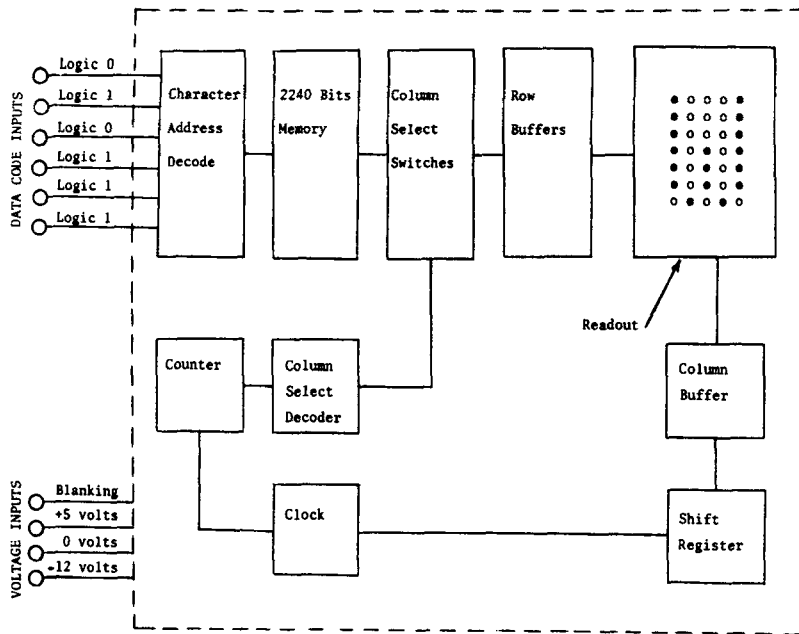 DATA CODE INPUTS
Logic 0
Logic 1
Logic 0
Logic 1
Logic 1
Logic 1
Character
Address
Decode
2240 Bits
Memory
Column
Select
Switches
Row
Buffers
Readout
Counter
Column
Select
Decoder
Column
Buffer
VOLTAGE INPUTS
Blanking
+5 volts
0 volts
-12 volts
Clock
Shift
Register